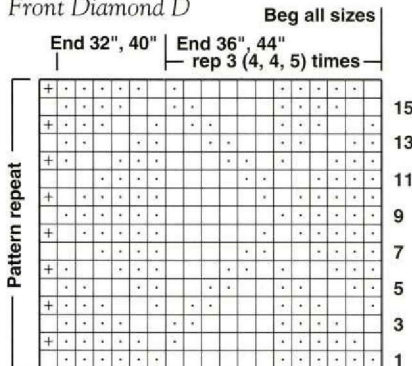 Front Diamond D
Beg all sizes
End 32", 40" End 36", 44"
rep 3 (4, 4, 5) times
15
13
11
9
7
5
3
1
Pattern repeat